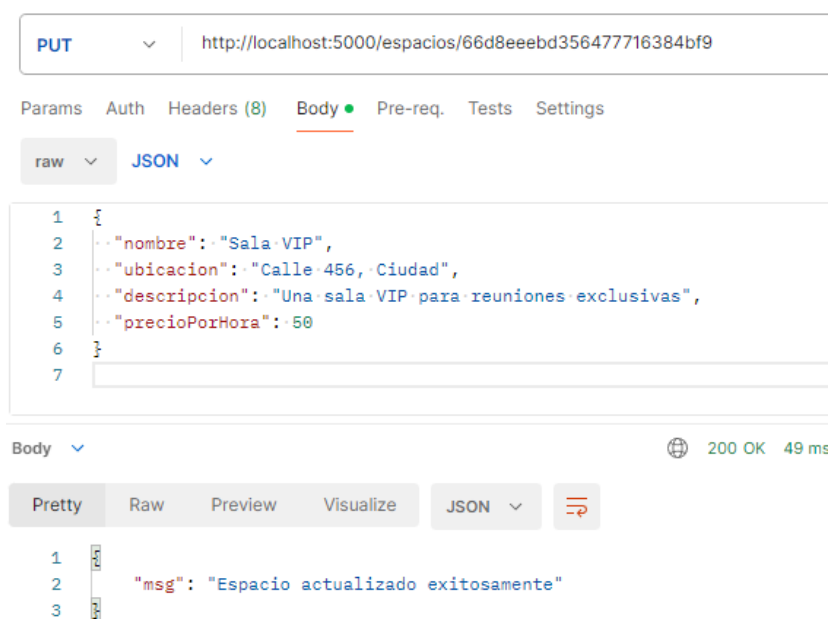 PUT http://localhost:5000/espacios/66d8eeebd356477716384bf9
Params Auth Headers (8) Body Pre-req. Tests Settings
raw JSON
1 {
2 "nombre": "Sala VIP",
3 "ubicacion": "Calle 456, Ciudad",
4 "descripcion": "Una sala VIP para reuniones exclusivas",
5 "precioPorHora": 50
6 }
7
Body 200 OK 49 ms
Pretty Raw Preview Visualize JSON
1 {
2 "msg": "Espacio actualizado exitosamente"
3 }